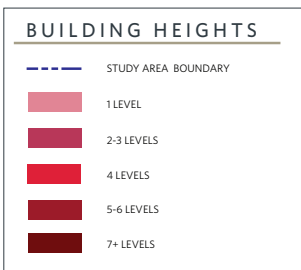 BUILDING HEIGHTS
STUDY AREA BOUNDARY
1 LEVEL
2-3 LEVELS
4 LEVELS
5-6 LEVELS
7+ LEVELS